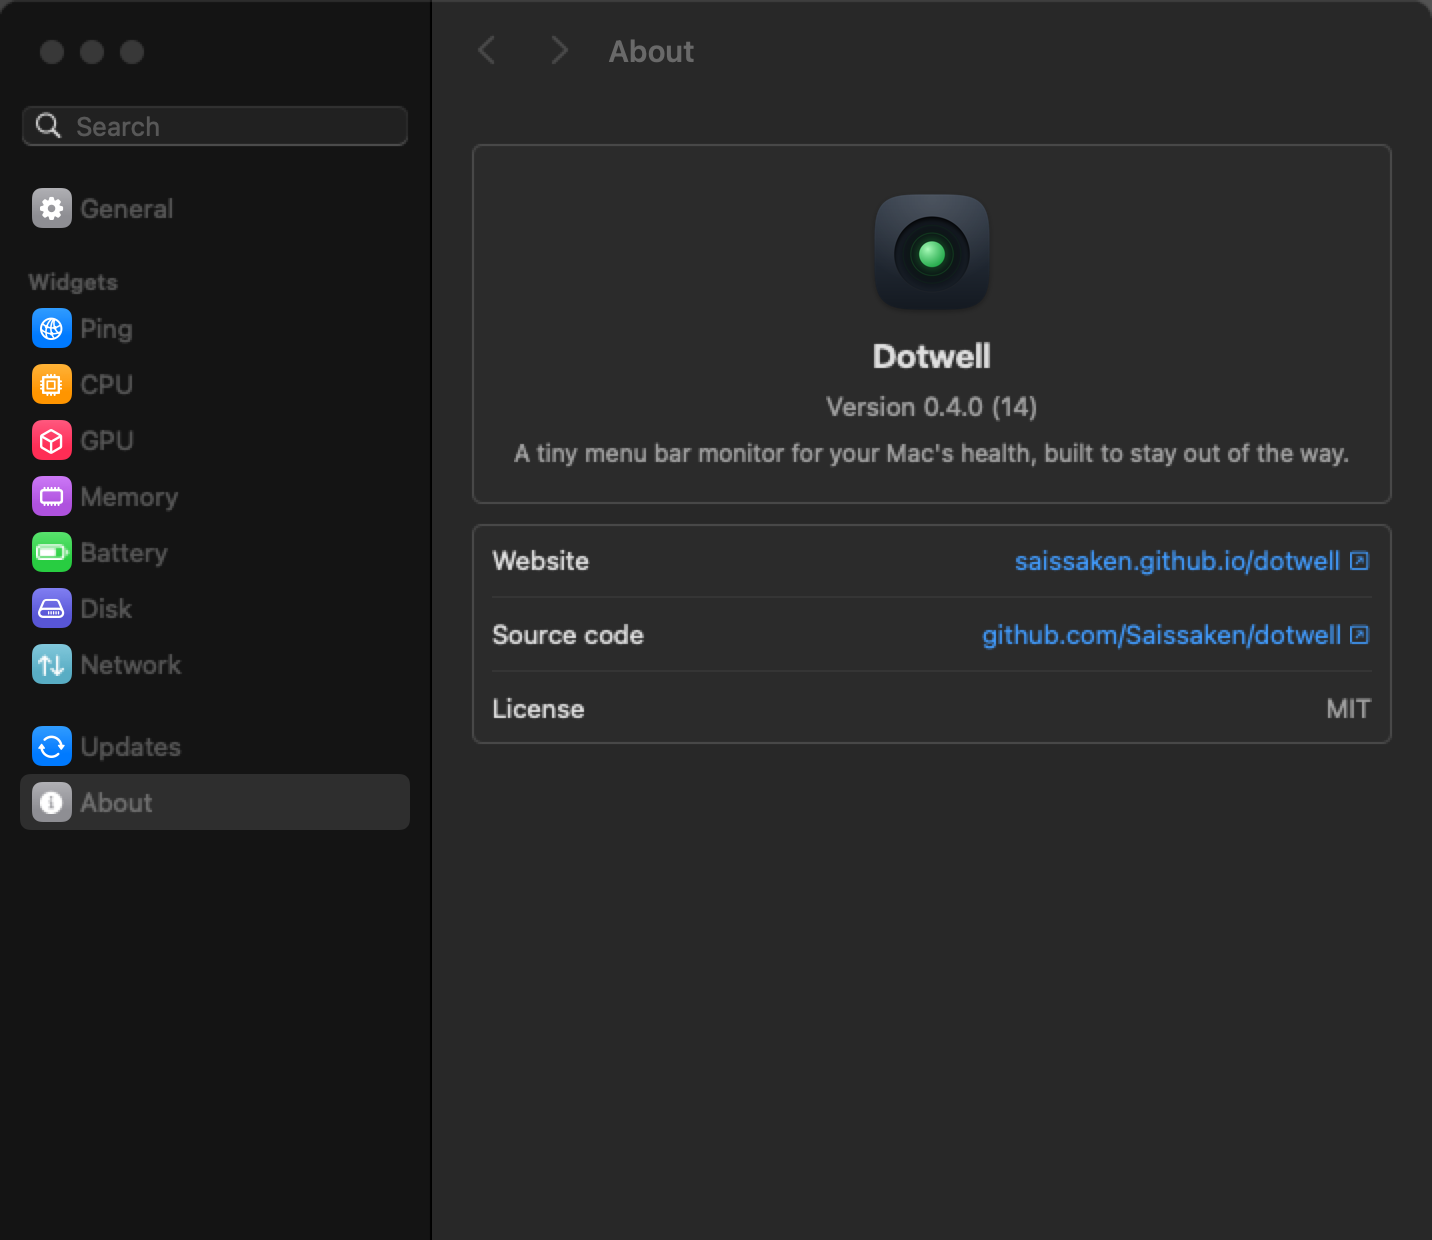 About
Search
General
Widgets
Ping
CPU
GPU
Memory
Battery
Disk
Network
Updates
About
Dotwell
Version 0.4.0 (14)
A tiny menu bar monitor for your Mac's health, built to stay out of the way.
Website
saissaken.github.io/dotwell
Source code
github.com/Saissaken/dotwell
License
MIT